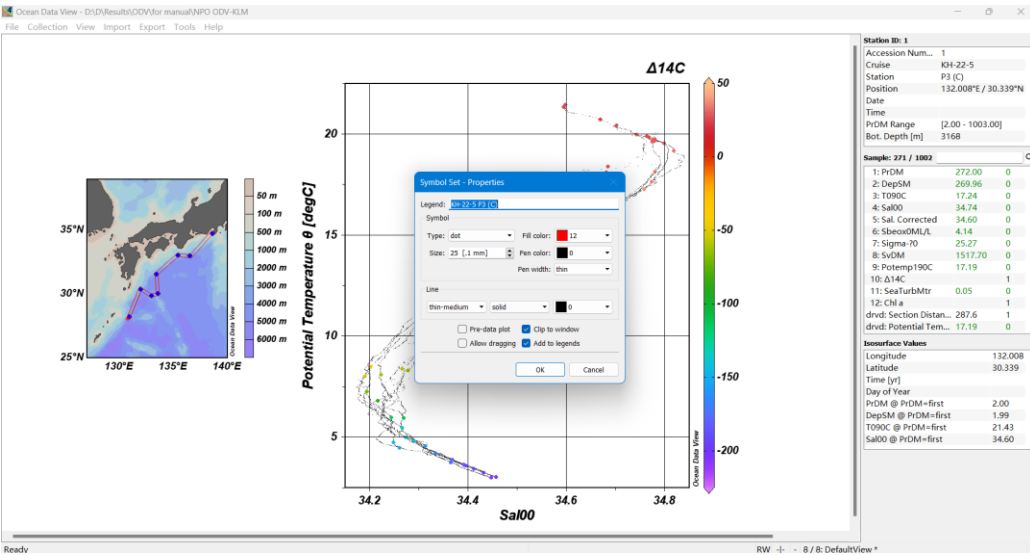 Ocean Data View - D:\D\Results\ODV\for manual\NPO ODV-KLM
File Collection View Import Export Tools Help
50 m
100 m
500 m
1000 m
2000 m
3000 m
4000 m
5000 m
6000 m
35°N
30°N
25°N
130°E 135°E 140°E
Ocean Data View
Δ14C
Potential Temperature θ [degC]
20
15
10
5
34.2 34.4 34.6 34.8
Sal00
50
0
-50
-100
-150
-200
Ocean Data View
Symbol Set - Properties
Legend: KH-22-5 P3 (C)
Symbol
Type: dot Fill color: 12
Size: 25 [.1 mm] Pen color: 0
Pen width: thin
Line
thin-medium solid 0
Pre-data plot Clip to window
Allow dragging Add to legends
OK Cancel
Station ID: 1
Accession Num... 1
Cruise KH-22-5
Station P3 (C)
Position 132.008°E / 30.339°N
Date
Time
PrDM Range [2.00 - 1003.00]
Bot. Depth [m] 3168
Sample: 271 / 1002
1: PrDM 272.00 0
2: DepSM 269.96 0
3: T090C 17.24 0
4: Sal00 34.74 0
5: Sal. Corrected 34.60 0
6: Sbeox0ML/L 4.14 0
7: Sigma-?0 25.27 0
8: SvDM 1517.70 0
9: Potemp190C 17.19 0
10: Δ14C 1
11: SeaTurbMtr 0.05 0
12: Chl a 1
drvd: Section Distan... 287.6 1
drvd: Potential Tem... 17.19 0
Isosurface Values
Longitude 132.008
Latitude 30.339
Time [yr]
Day of Year
PrDM @ PrDM=first 2.00
DepSM @ PrDM=first 1.99
T090C @ PrDM=first 21.43
Sal00 @ PrDM=first 34.60
Ready
RW -|- - 8 / 8: DefaultView *